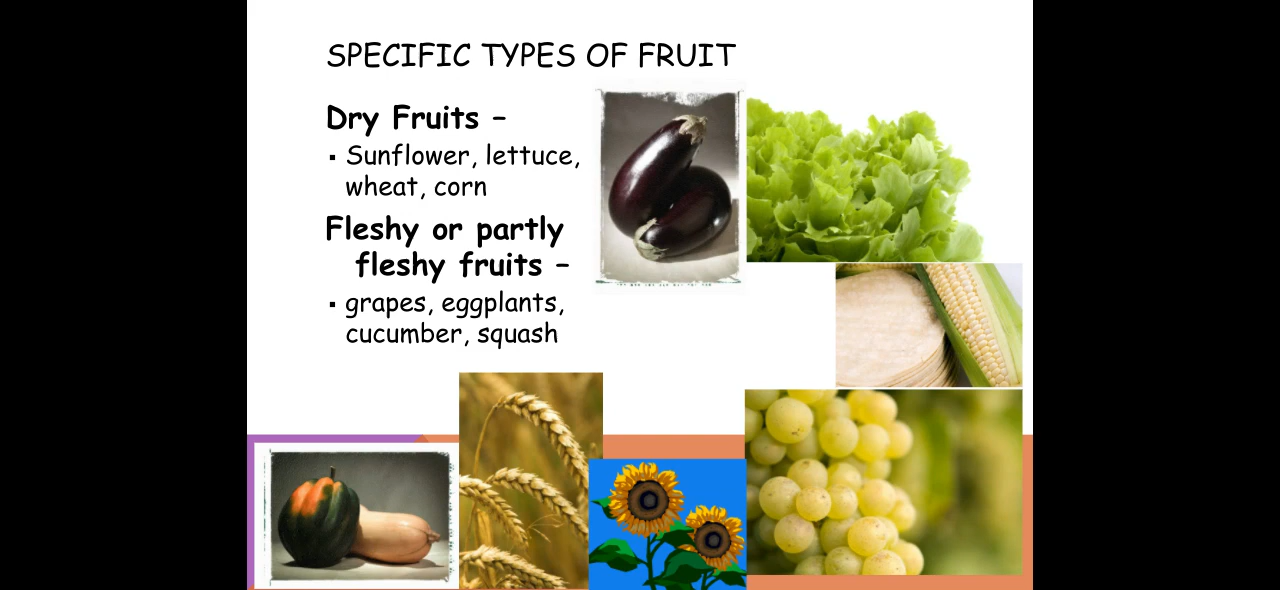 SPECIFIC TYPES OF FRUIT
Dry Fruits –
▪ Sunflower, lettuce,
wheat, corn
Fleshy or partly
fleshy fruits –
▪ grapes, eggplants,
cucumber, squash